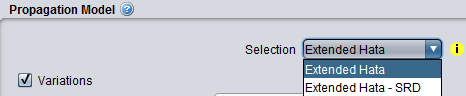 Propagation Model
Selection Extended Hata
Extended Hata
Variations
Extended Hata - SRD